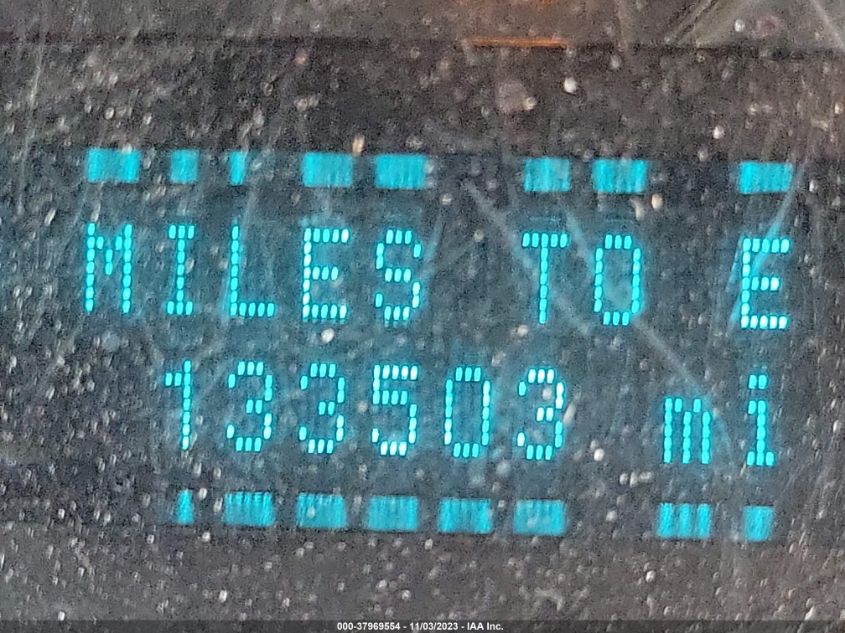 MILES TO E
133503 mi
000-37969554 - 11/03/2023 - IAA Inc.